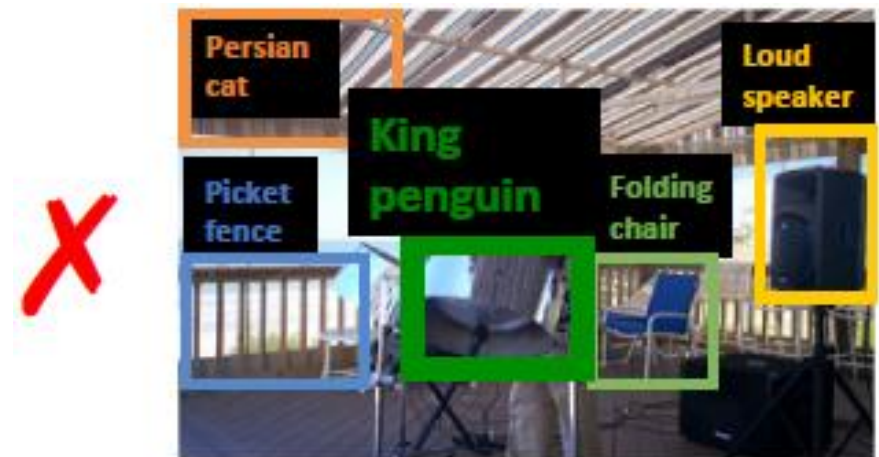 Persian
cat
Loud
speaker
King
penguin
Picket
fence
Folding
chair